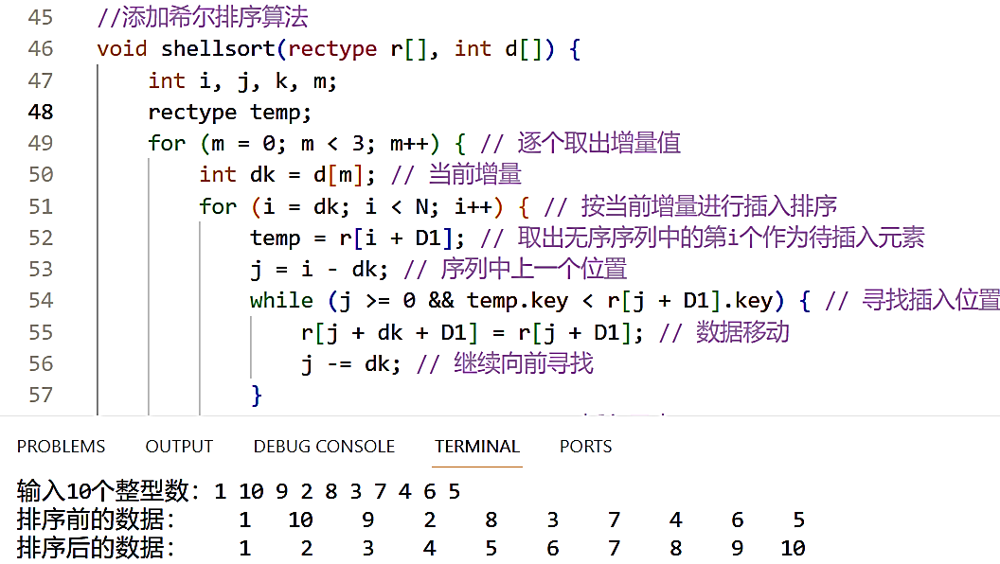 45 //添加希尔排序算法
46 void shellsort(rectype r[], int d[]) {
47 int i, j, k, m;
48 rectype temp;
49 for (m = 0; m < 3; m++) { // 逐个取出增量值
50 int dk = d[m]; // 当前增量
51 for (i = dk; i < N; i++) { // 按当前增量进行插入排序
52 temp = r[i + D1]; // 取出无序序列中的第i个作为待插入元素
53 j = i - dk; // 序列中上一个位置
54 while (j >= 0 && temp.key < r[j + D1].key) { // 寻找插入位置
55 r[j + dk + D1] = r[j + D1]; // 数据移动
56 j -= dk; // 继续向前寻找
57 }
PROBLEMS OUTPUT DEBUG CONSOLE TERMINAL PORTS
输入10个整型数: 1 10 9 2 8 3 7 4 6 5
排序前的数据: 1 10 9 2 8 3 7 4 6 5
排序后的数据: 1 2 3 4 5 6 7 8 9 10